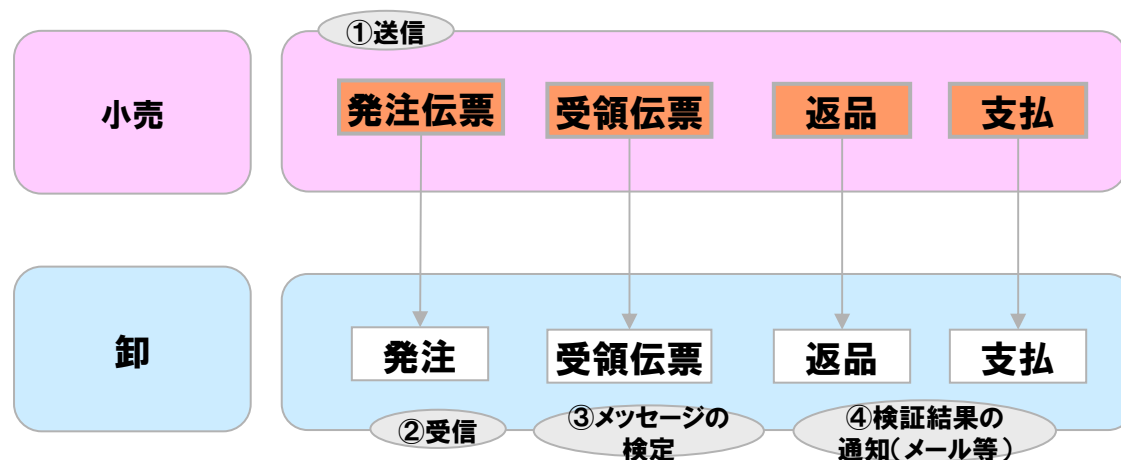 ①送信
小売
発注伝票
受領伝票
返品
支払
卸
発注
受領伝票
返品
支払
②受信
③メッセージの
検定
④検証結果の
通知(メール等)